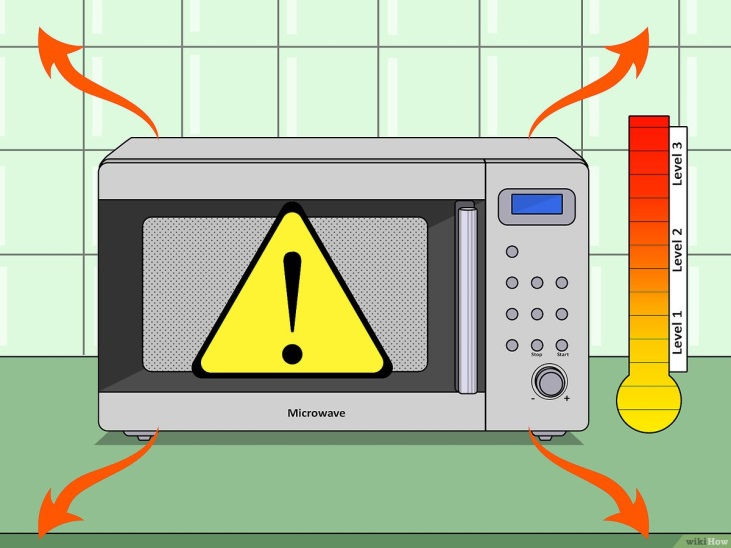 Level 3
Level 2
Level 1
Stop Start
- +
Microwave
wikiHow